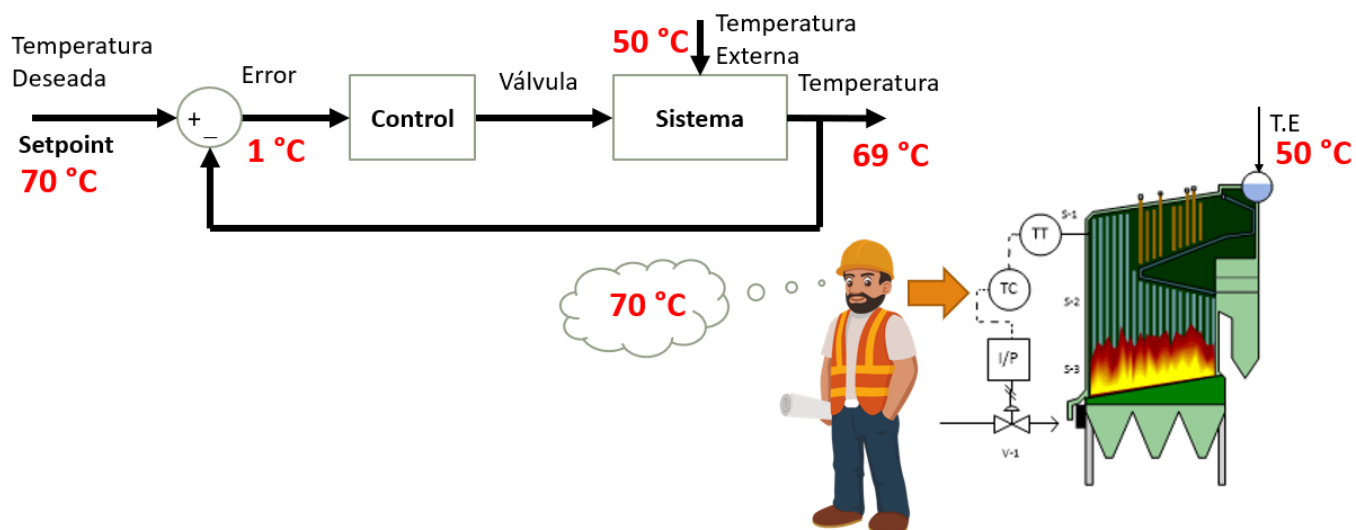 Temperatura
Deseada
Setpoint
70 °C
+
_
Error
1 °C
Control
Válvula
50 °C
Temperatura
Externa
Sistema
Temperatura
69 °C
70 °C
T.E
50 °C
S-1
TT
TC
S-2
I/P
S-3
V-1